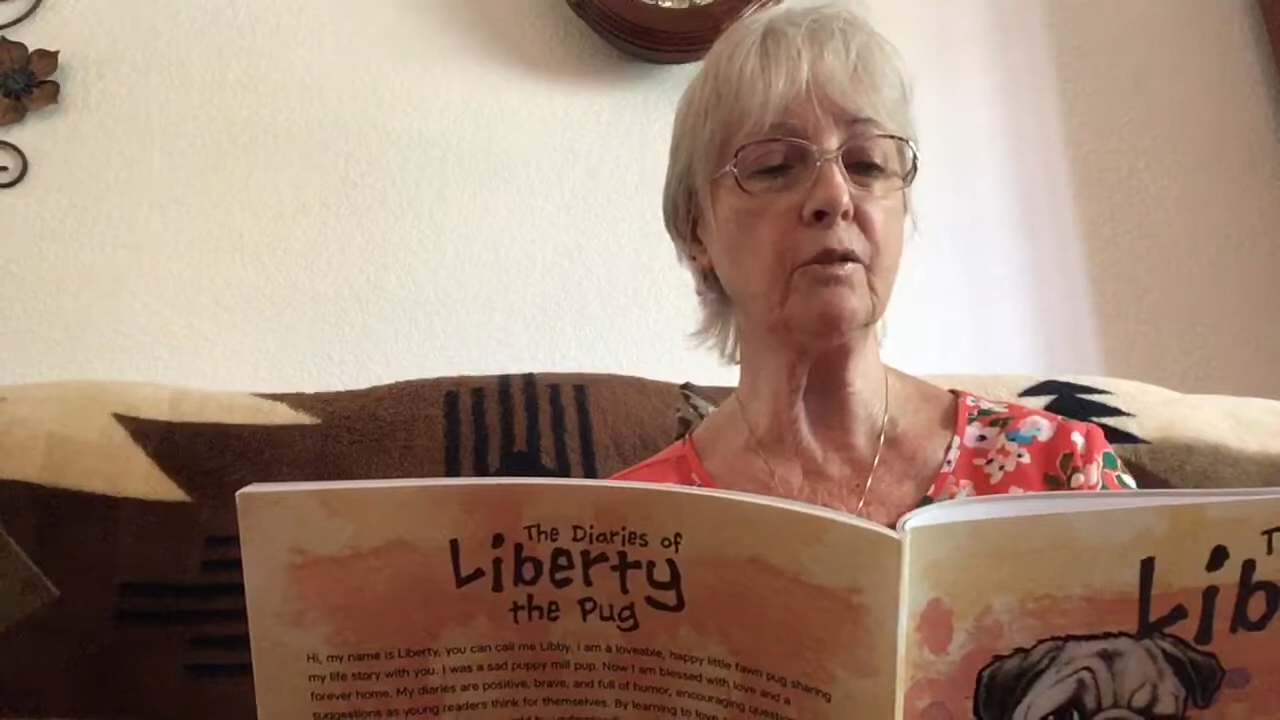 The Diaries of
Liberty
the Pug
Hi, my name is Liberty, you can call me Libby. I am a loveable, happy little fawn pug sharing
my life story with you. I was a sad puppy mill pup. Now I am blessed with love and a
forever home. My diaries are positive, brave, and full of humor, encouraging question
suggestions as young readers think for themselves. By learning to love
T
Lib